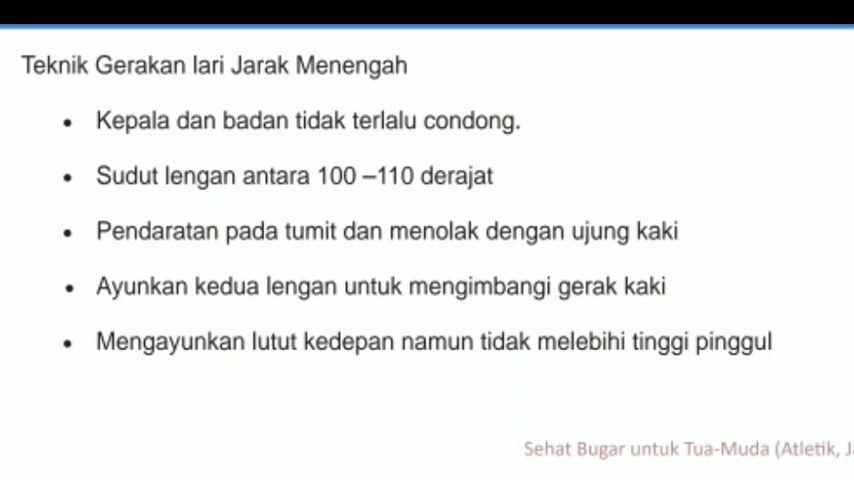 Teknik Gerakan lari Jarak Menengah
• Kepala dan badan tidak terlalu condong.
• Sudut lengan antara 100 –110 derajat
• Pendaratan pada tumit dan menolak dengan ujung kaki
• Ayunkan kedua lengan untuk mengimbangi gerak kaki
• Mengayunkan lutut kedepan namun tidak melebihi tinggi pinggul
Sehat Bugar untuk Tua-Muda (Atletik,